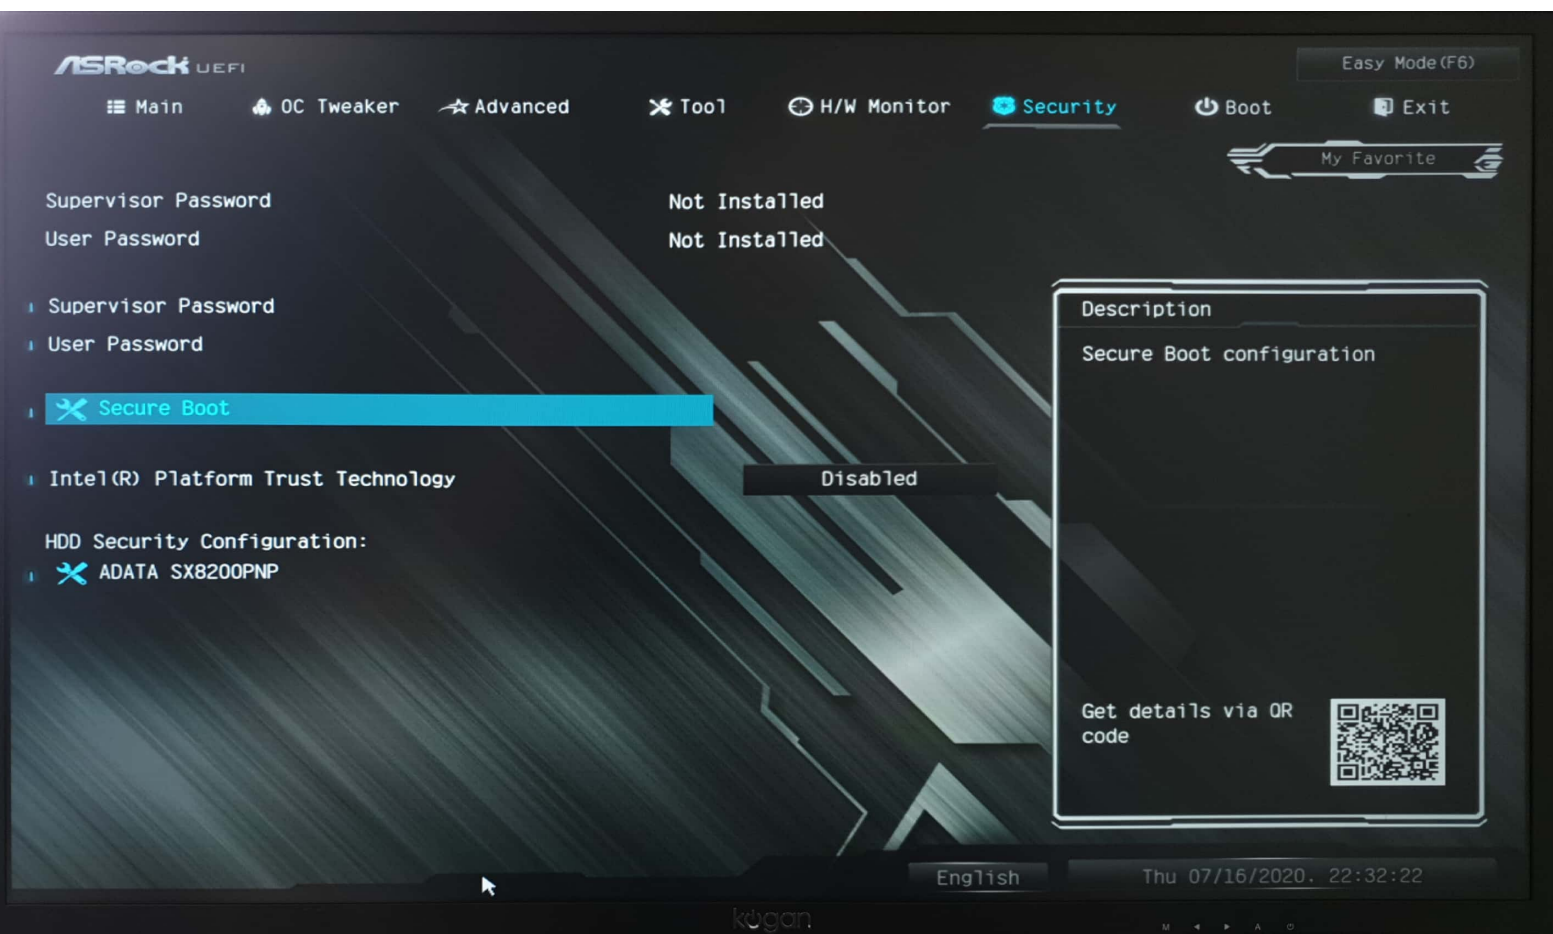 ASRock UEFI
Easy Mode(F6)
Main OC Tweaker Advanced Tool H/W Monitor Security Boot Exit
My Favorite
Supervisor Password Not Installed
User Password Not Installed
Supervisor Password
User Password
Secure Boot
Intel(R) Platform Trust Technology Disabled
HDD Security Configuration:
ADATA SX8200PNP
Description
Secure Boot configuration
Get details via QR
code
English
Thu 07/16/2020. 22:32:22
kogan
M A